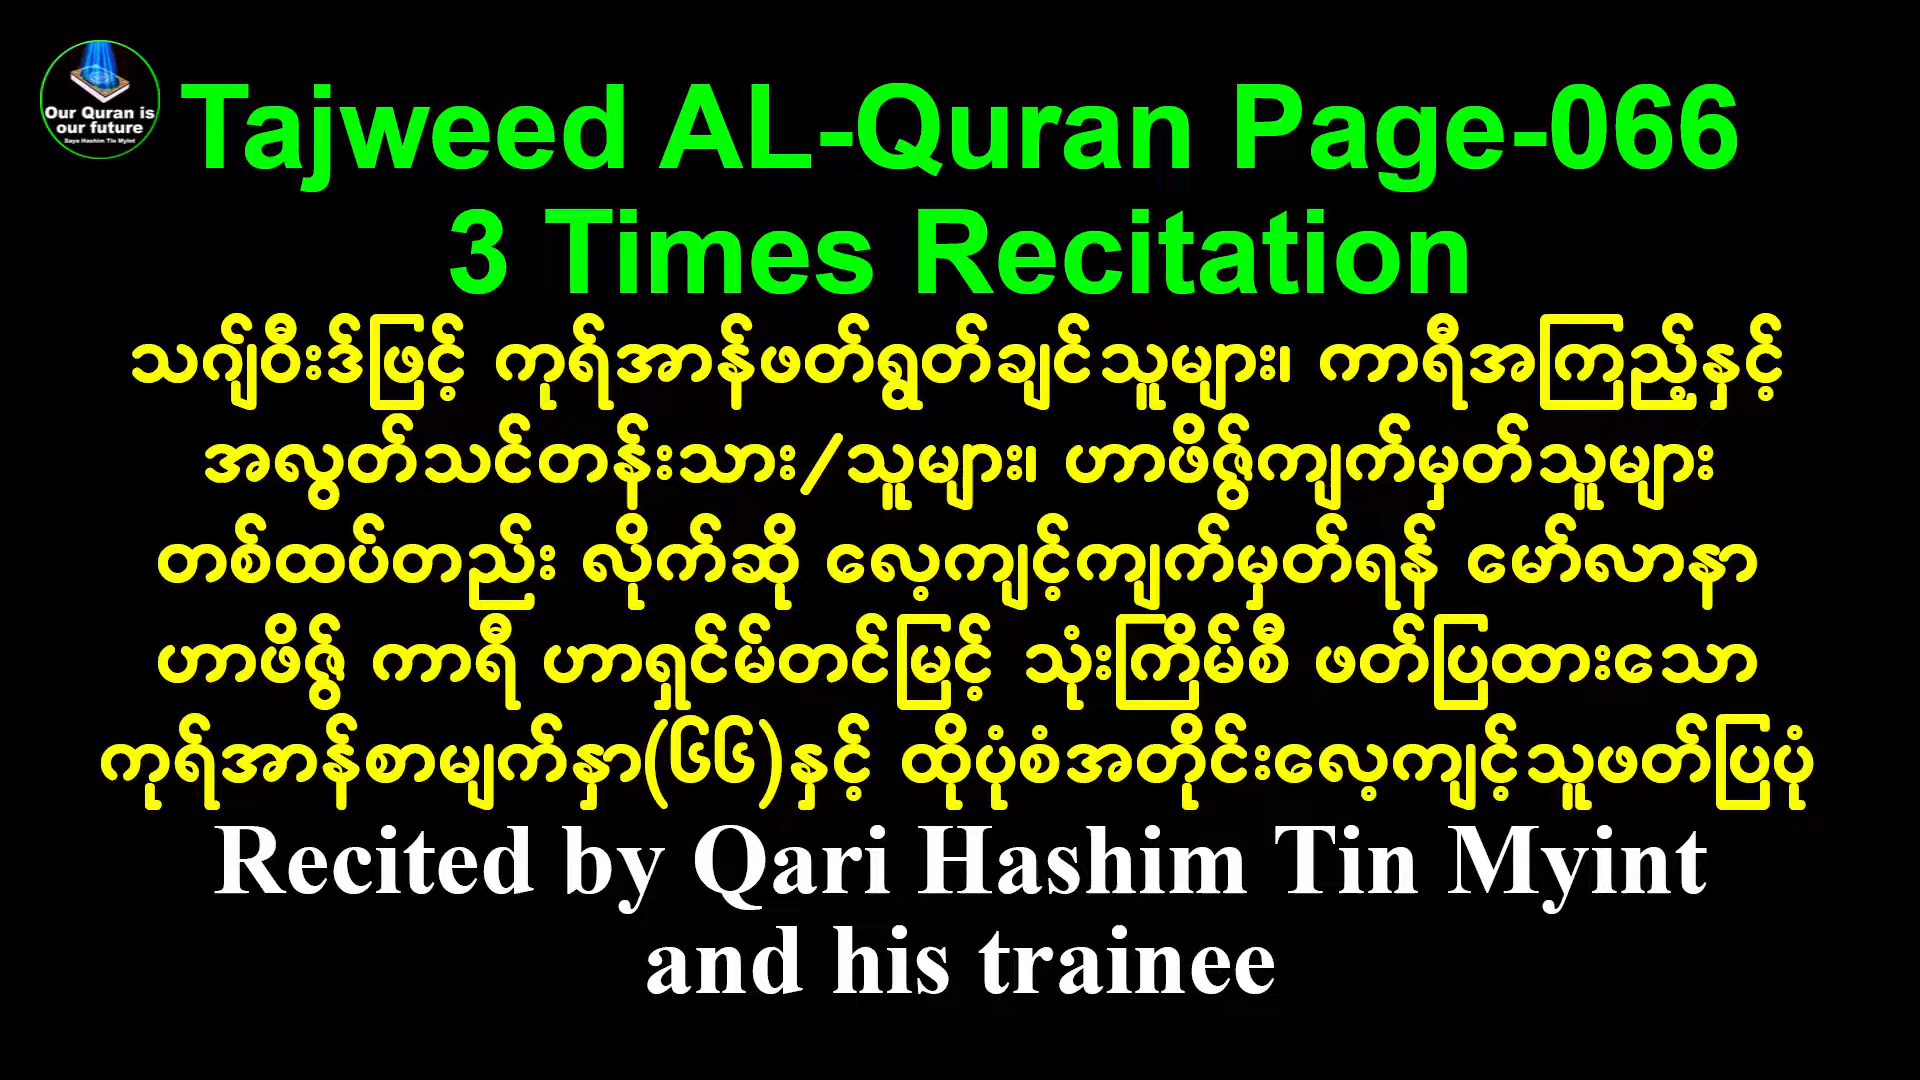 Our Quran is
our future
Saya Hashim Tin Myint
Tajweed AL-Quran Page-066
3 Times Recitation
သဂျ်ဝီးဒ်ဖြင့် ကုရ်အာန်ဖတ်ရွတ်ချင်သူများ၊ ကာရီအကြည့်နှင့်
အလွတ်သင်တန်းသား/သူများ၊ ဟာဖိဇွ်ကျက်မှတ်သူများ
တစ်ထပ်တည်း လိုက်ဆို လေ့ကျင့်ကျက်မှတ်ရန် မော်လာနာ
ဟာဖိဇွ် ကာရီ ဟာရှင်မ်တင်မြင့် သုံးကြိမ်စီ ဖတ်ပြထားသော
ကုရ်အာန်စာမျက်နှာ(၆၆)နှင့် ထိုပုံစံအတိုင်းလေ့ကျင့်သူဖတ်ပြပုံ
Recited by Qari Hashim Tin Myint
and his trainee